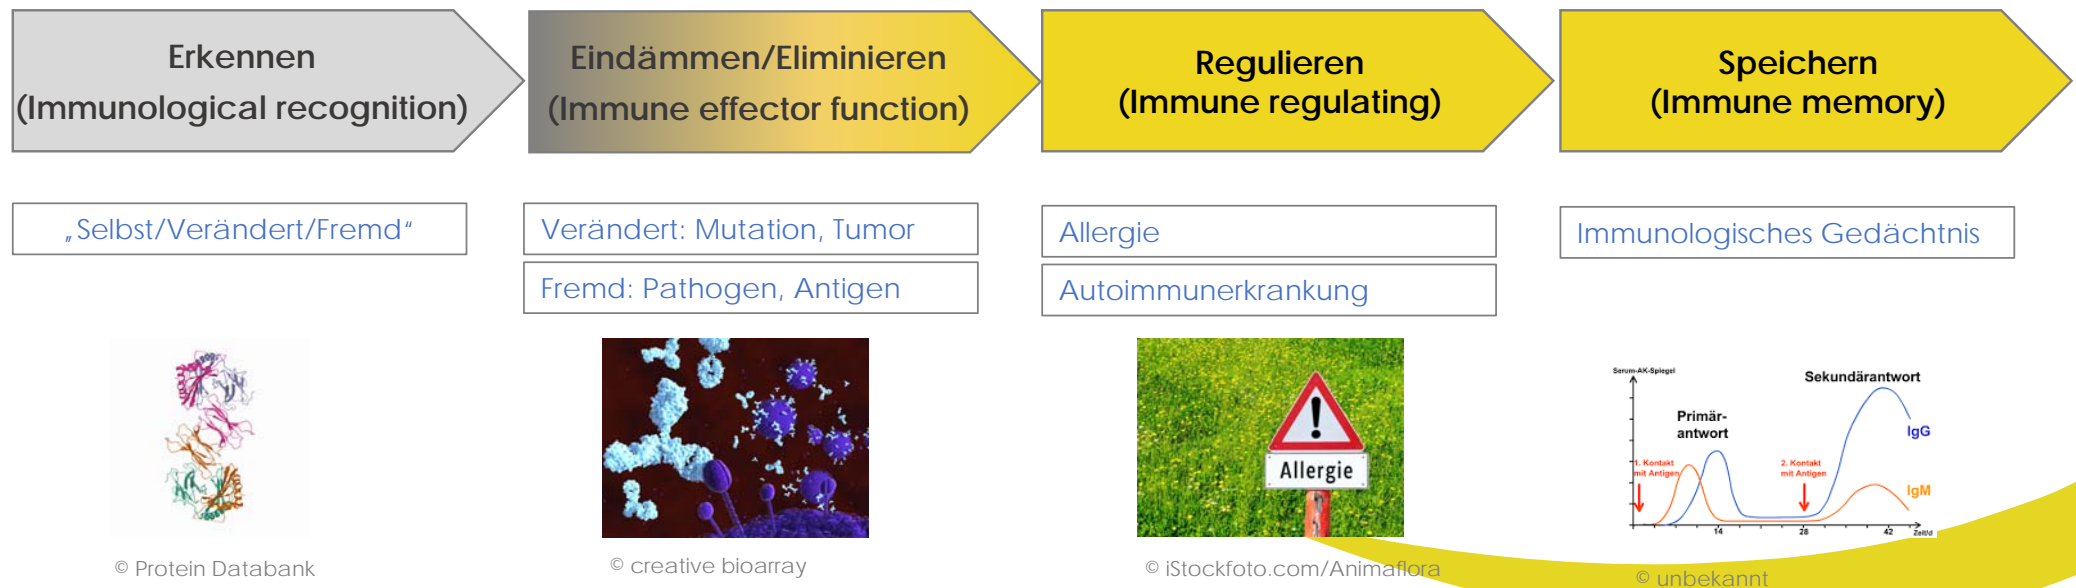 Erkennen
(Immunological recognition)
Eindämmen/Eliminieren
(Immune effector function)
Regulieren
(Immune regulating)
Speichern
(Immune memory)
„Selbst/Verändert/Fremd“
Verändert: Mutation, Tumor
Fremd: Pathogen, Antigen
Allergie
Autoimmunerkrankung
Immunologisches Gedächtnis
Allergie
Serum-AK-Spiegel
Sekundärantwort
Primär-
antwort
IgG
1. Kontakt
mit Antigen
2. Kontakt
mit Antigen
IgM
14
28
42
Zeit/d
© Protein Databank
© creative bioarray
© iStockfoto.com/Animaflora
© unbekannt